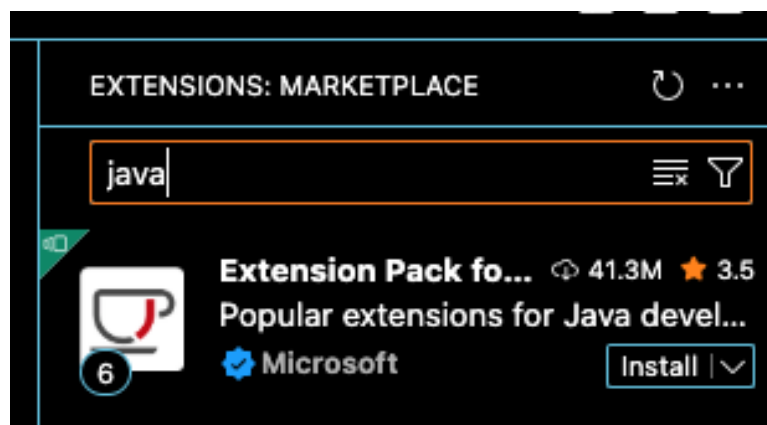 EXTENSIONS: MARKETPLACE
java
Extension Pack fo... 41.3M 3.5
Popular extensions for Java devel...
6 Microsoft Install